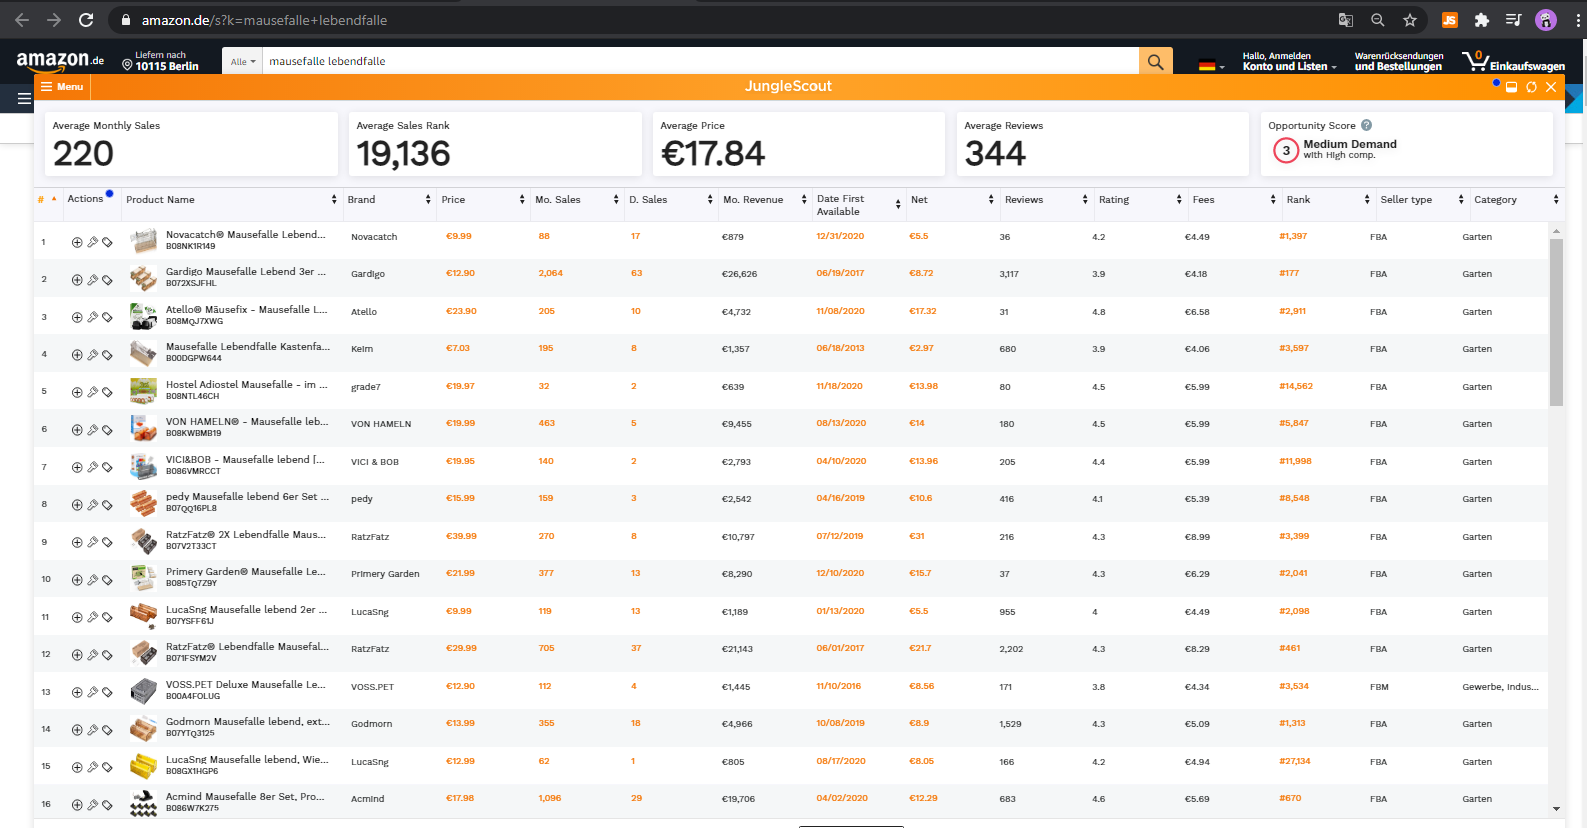 amazon.de/s?k=mausefalle+lebendfalle
JS
amazon.de
Liefern nach
10115 Berlin
Alle
mausefalle lebendfalle
Hallo, Anmelden
Konto und Listen
Warenrücksendungen
und Bestellungen
0
Einkaufswagen
Menu
JungleScout
Average Monthly Sales
220
Average Sales Rank
19,136
Average Price
€17.84
Average Reviews
344
Opportunity Score ?
3 Medium Demand
with High comp.
# Actions Product Name Brand Price Mo. Sales D. Sales Mo. Revenue Date First Available Net Reviews Rating Fees Rank Seller type Category
1 Novacatch® Mausefalle Lebend... Novacatch €9.99 88 17 €879 12/31/2020 €5.5 36 4.2 €4.49 #1,397 FBA Garten
B08NK1R149
2 Gardigo Mausefalle Lebend 3er ... Gardigo €12.90 2,064 63 €26,626 06/19/2017 €8.72 3,117 3.9 €4.18 #177 FBA Garten
B072XSJFHL
3 Atello® Mäusefix - Mausefalle L... Atello €23.90 205 10 €4,732 11/08/2020 €17.32 31 4.8 €6.58 #2,911 FBA Garten
B08MQJ7XWG
4 Mausefalle Lebendfalle Kastenfa... Keim €7.03 195 8 €1,357 06/18/2013 €2.97 680 3.9 €4.06 #3,597 FBA Garten
B00DGPW644
5 Hostel Adiostel Mausefalle - im ... grade7 €19.97 32 2 €639 11/18/2020 €13.98 80 4.5 €5.99 #14,562 FBA Garten
B08NTL46CH
6 VON HAMELN® - Mausefalle leb... VON HAMELN €19.99 463 5 €9,455 08/13/2020 €14 180 4.5 €5.99 #5,847 FBA Garten
B08KWBMB19
7 VICI&BOB - Mausefalle lebend [... VICI & BOB €19.95 140 2 €2,793 04/10/2020 €13.96 205 4.4 €5.99 #11,998 FBA Garten
B086VMRCCT
8 pedy Mausefalle lebend 6er Set ... pedy €15.99 159 3 €2,542 04/16/2019 €10.6 416 4.1 €5.39 #8,548 FBA Garten
B07QQ16PL8
9 RatzFatz® 2X Lebendfalle Maus... RatzFatz €39.99 270 8 €10,797 07/12/2019 €31 216 4.3 €8.99 #3,399 FBA Garten
B07V2T33CT
10 Primery Garden® Mausefalle Le... Primery Garden €21.99 377 13 €8,290 12/10/2020 €15.7 37 4.3 €6.29 #2,041 FBA Garten
B085TQ7Z9Y
11 LucaSng Mausefalle lebend 2er ... LucaSng €9.99 119 13 €1,189 01/13/2020 €5.5 955 4 €4.49 #2,098 FBA Garten
B07YSFF61J
12 RatzFatz® Lebendfalle Mausefal... RatzFatz €29.99 705 37 €21,143 06/01/2017 €21.7 2,202 4.3 €8.29 #461 FBA Garten
B071FSYM2V
13 VOSS.PET Deluxe Mausefalle Le... VOSS.PET €12.90 112 4 €1,445 11/10/2016 €8.56 171 3.8 €4.34 #3,534 FBM Gewerbe, Indus...
B00A4FOLUG
14 Godmorn Mausefalle lebend, ext... Godmorn €13.99 355 18 €4,966 10/08/2019 €8.9 1,529 4.3 €5.09 #1,313 FBA Garten
B07YTQ3125
15 LucaSng Mausefalle lebend, Wie... LucaSng €12.99 62 1 €805 08/17/2020 €8.05 166 4.2 €4.94 #27,134 FBA Garten
B08GX1HGP6
16 Acmind Mausefalle 8er Set, Pro... Acmind €17.98 1,096 29 €19,706 04/02/2020 €12.29 683 4.6 €5.69 #670 FBA Garten
B086W7K275